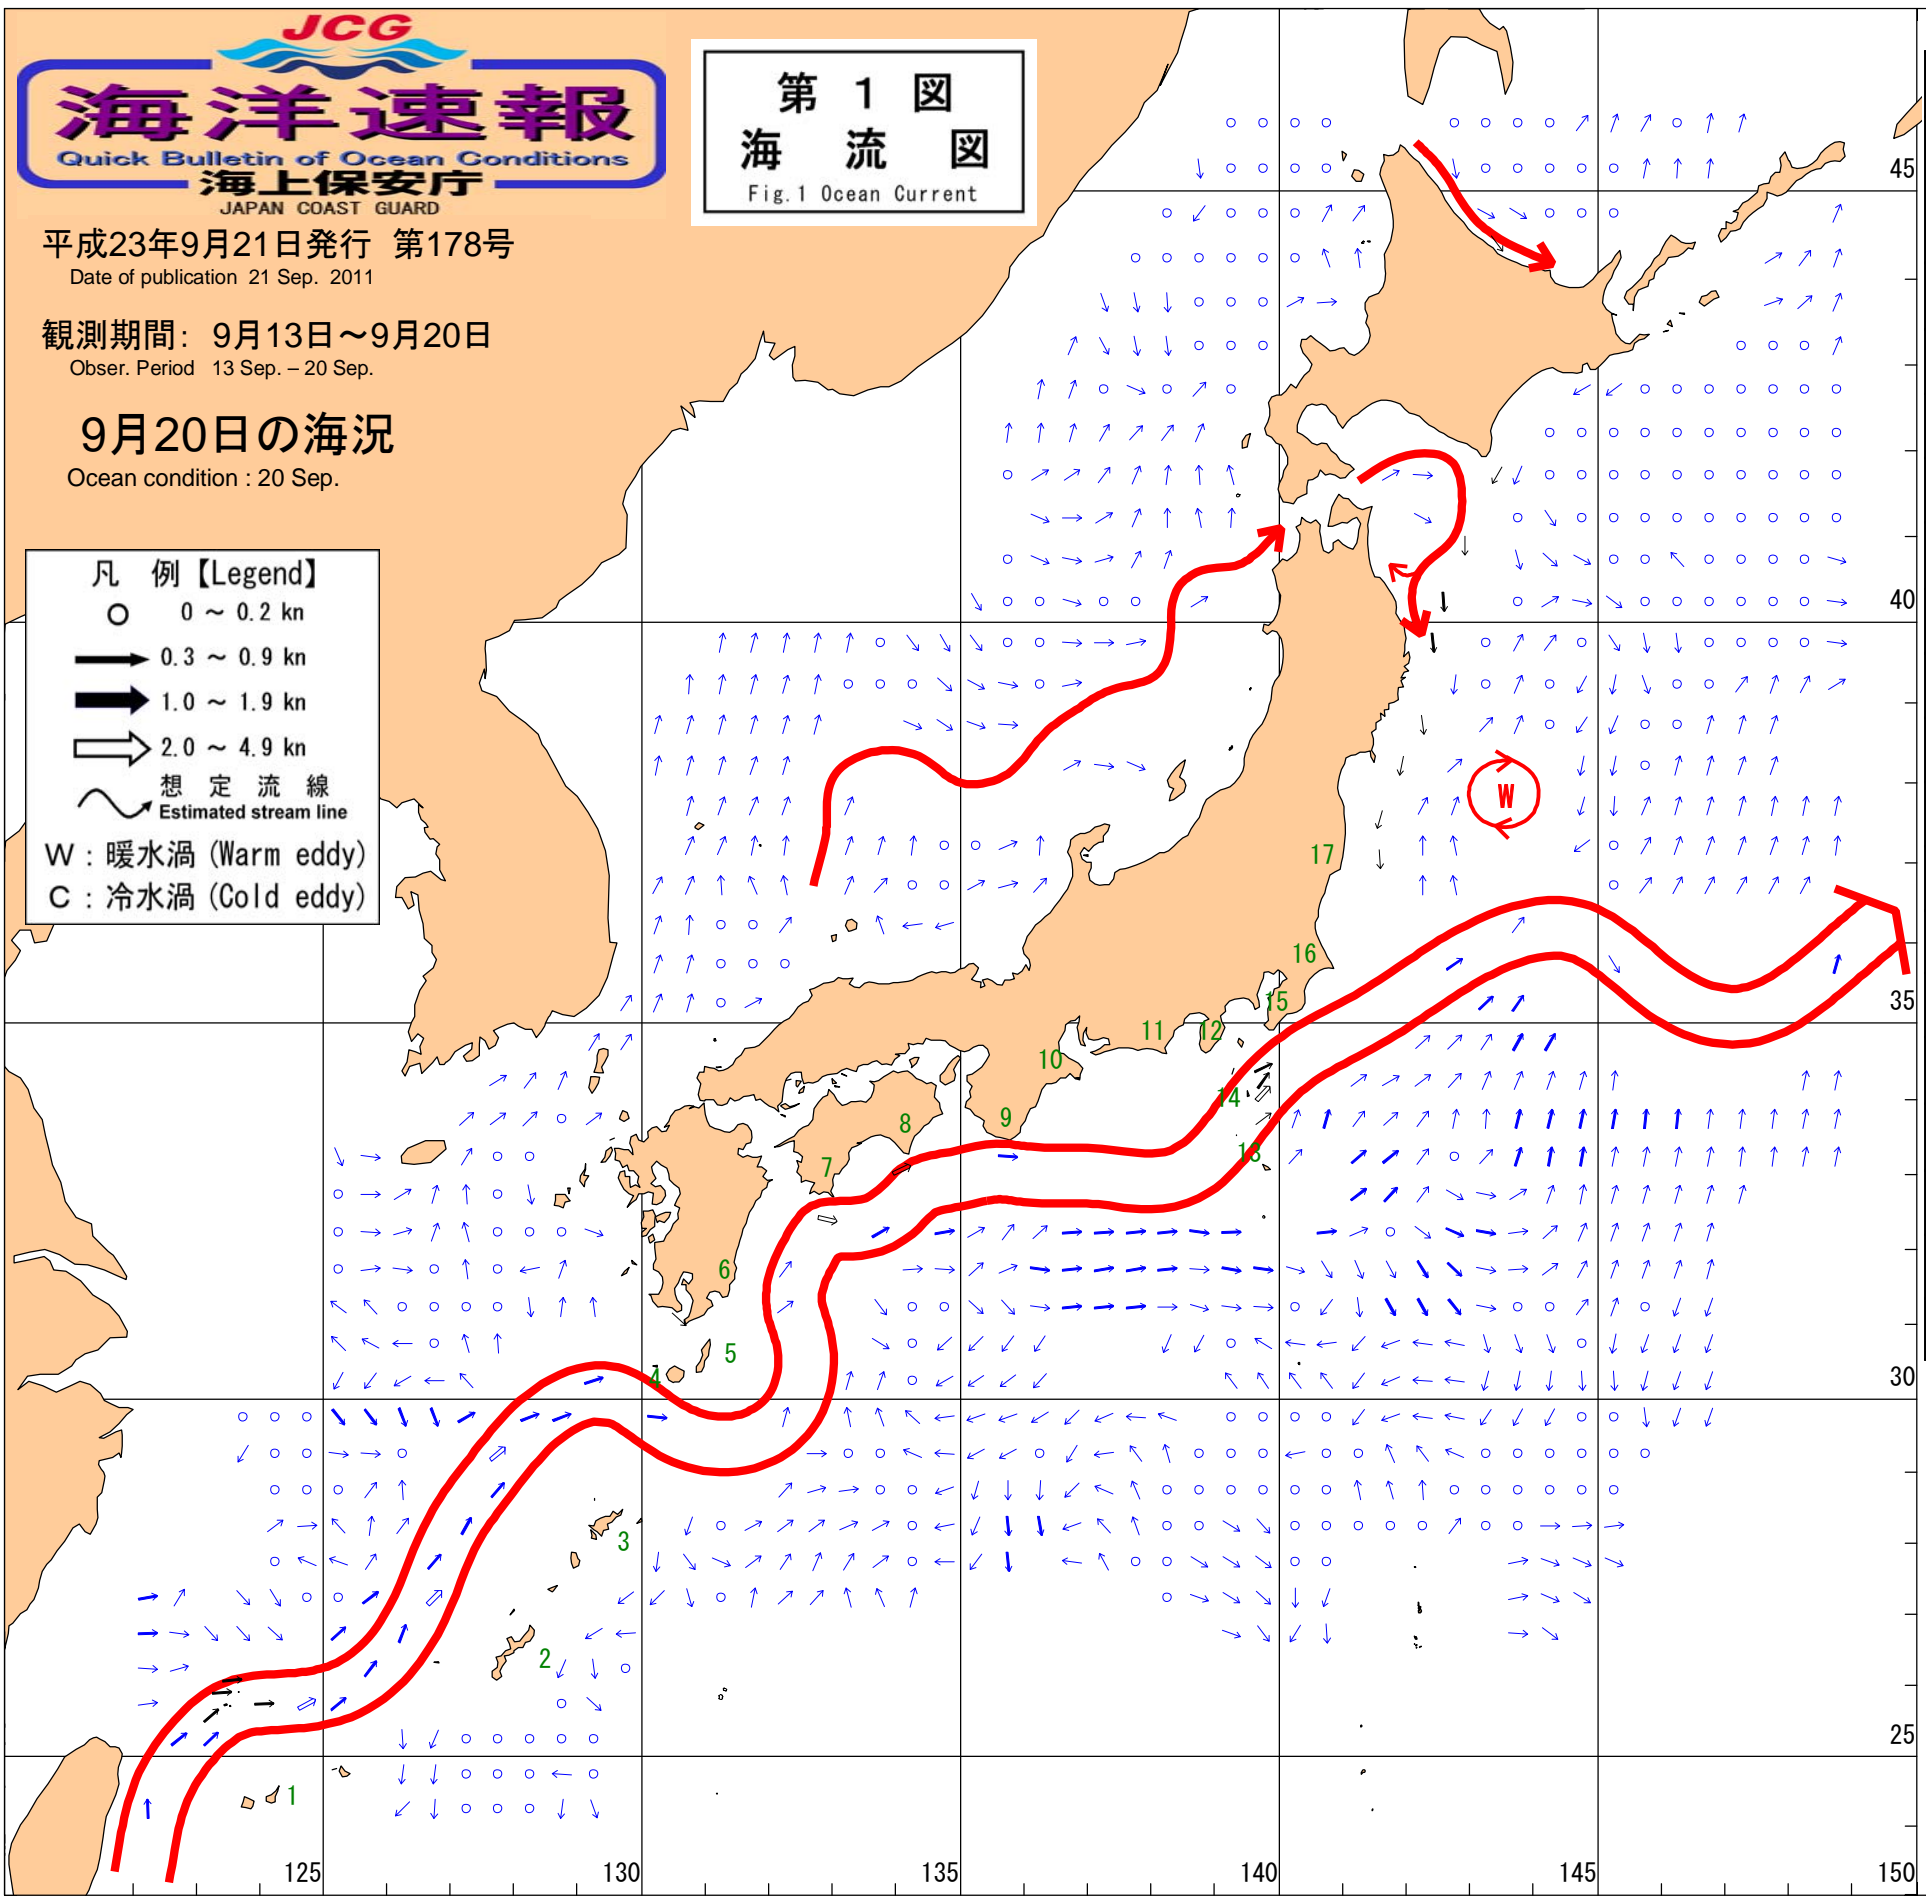 JCG
海洋速報
Quick Bulletin of Ocean Conditions
海上保安庁
JAPAN COAST GUARD
第 1 図
海 流 図
Fig.1 Ocean Current
平成23年9月21日発行 第178号
Date of publication 21 Sep. 2011
観測期間: 9月13日～9月20日
Obser. Period 13 Sep. – 20 Sep.
9月20日の海況
Ocean condition : 20 Sep.
凡 例【Legend】
0 ～ 0.2 kn
0.3 ～ 0.9 kn
1.0 ～ 1.9 kn
2.0 ～ 4.9 kn
想 定 流 線
Estimated stream line
W : 暖水渦 (Warm eddy)
C : 冷水渦 (Cold eddy)
45
40
W
17
16
35
15
12
11
10
14
9
8
13
7
6
5
4
30
3
2
25
1
125
130
135
140
145
150